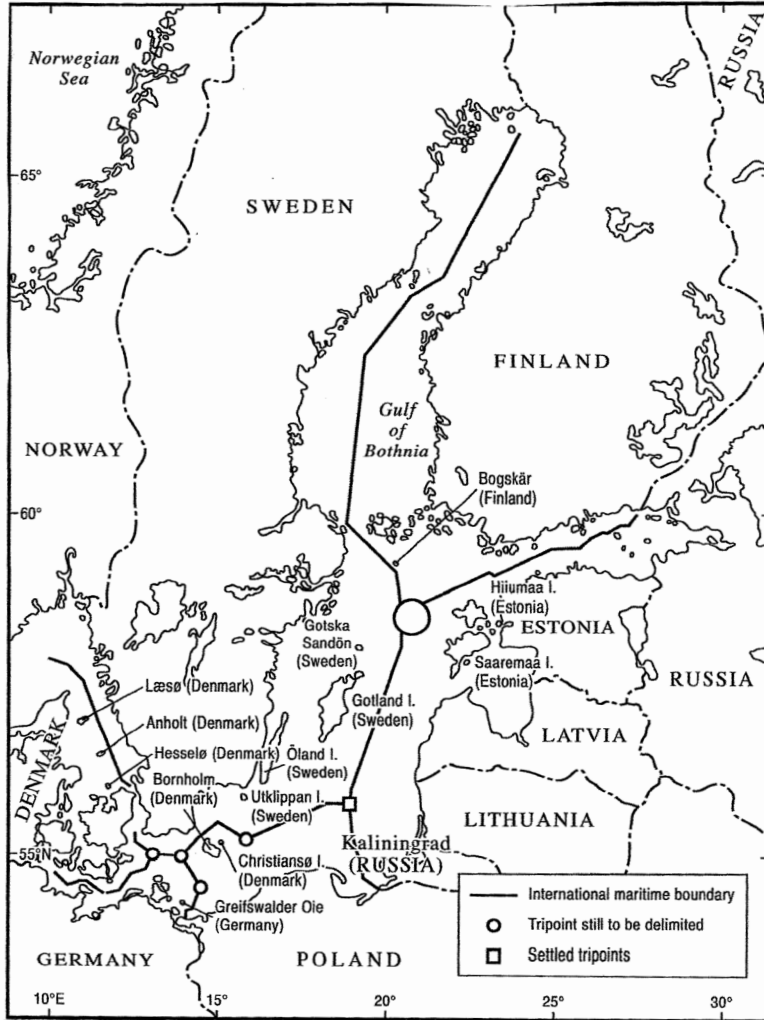 Norwegian
Sea
RUSSIA
65°
SWEDEN
FINLAND
Gulf
of
Bothnia
NORWAY
Bogskär
(Finland)
60°
Hiiumaa I.
(Estonia)
Gotska
Sandön
(Sweden)
ESTONIA
Saaremaa I.
(Estonia)
RUSSIA
Læsø (Denmark)
Gotland I.
(Sweden)
Anholt (Denmark)
LATVIA
DENMARK
Hesselø (Denmark)
Öland I.
(Sweden)
Bornholm
(Denmark)
Utklippan I.
(Sweden)
LITHUANIA
Kaliningrad
(RUSSIA)
55°N
Christiansø I.
(Denmark)
Greifswalder Oie
(Germany)
International maritime boundary
Tripoint still to be delimited
Settled tripoints
GERMANY
POLAND
10°E
15°
20°
25°
30°